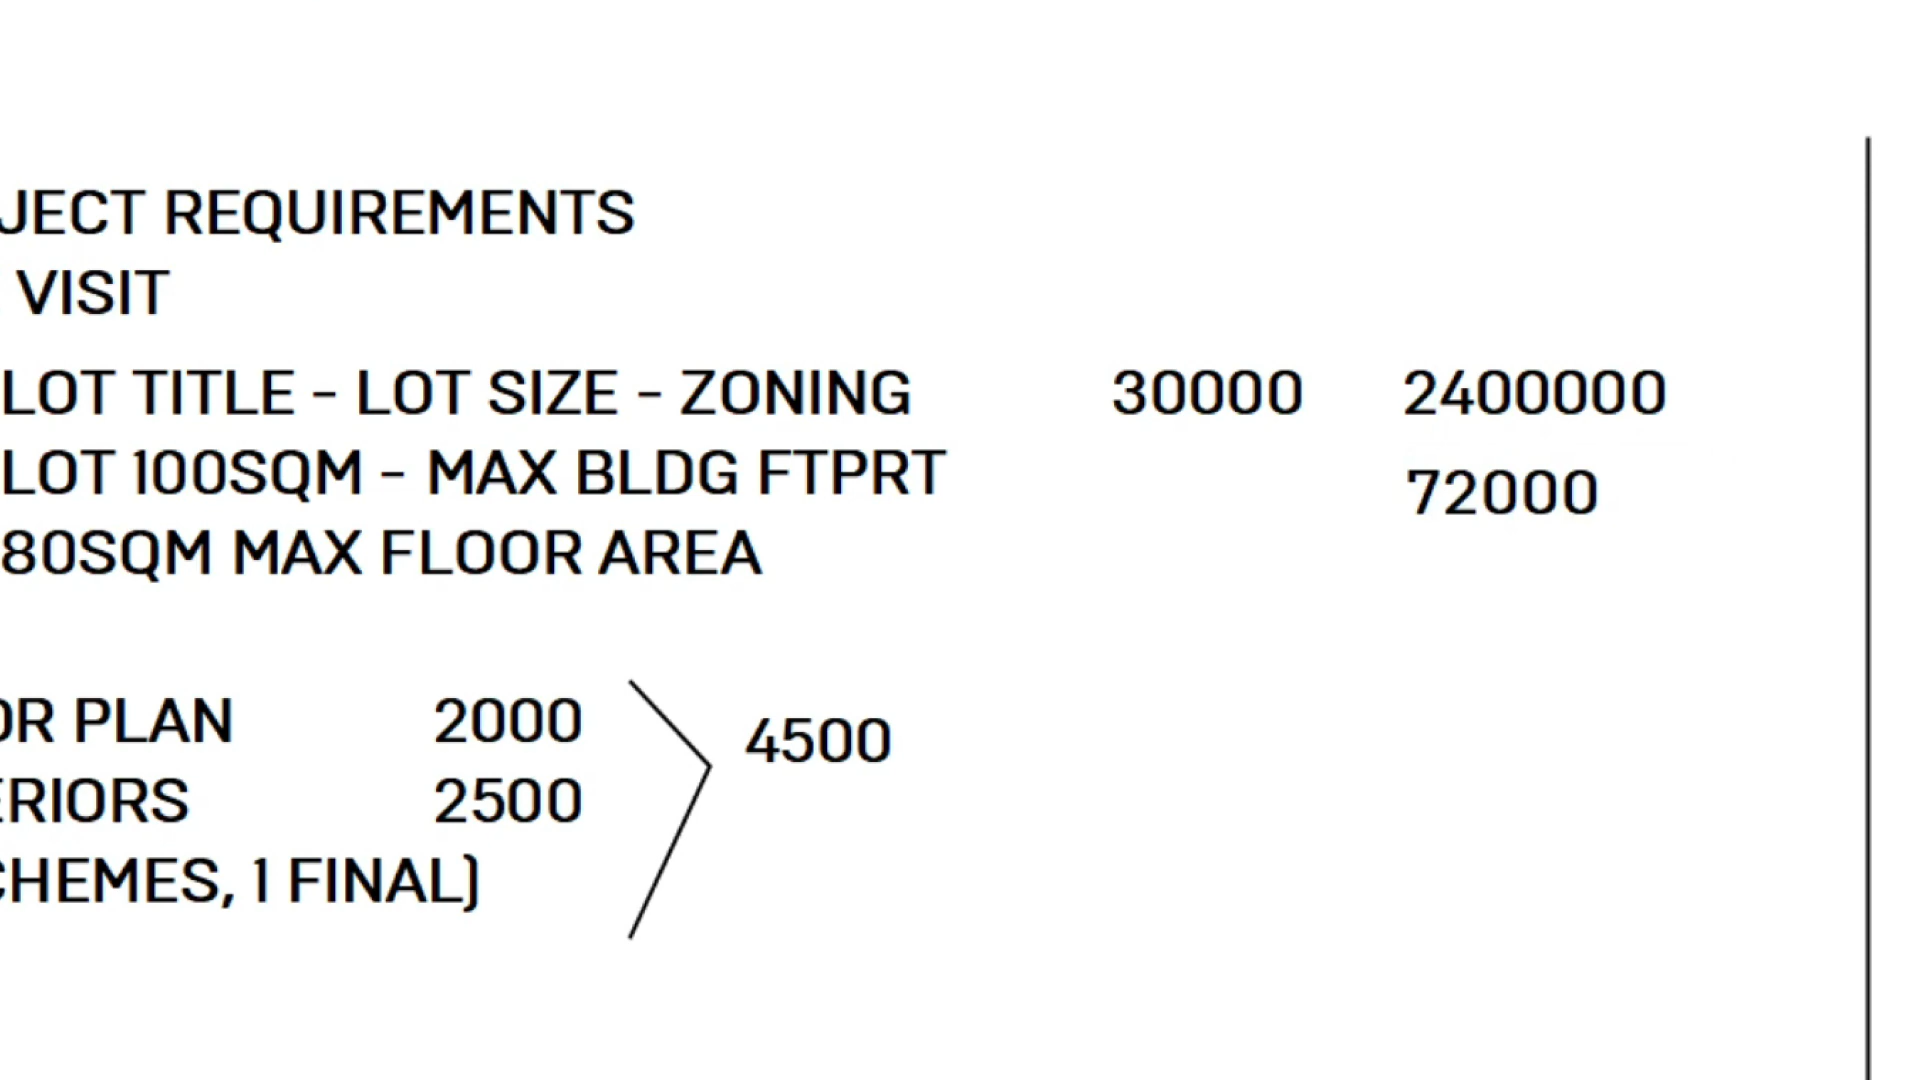 JECT REQUIREMENTS
VISIT
LOT TITLE - LOT SIZE - ZONING 30000 2400000
LOT 100SQM - MAX BLDG FTPRT 72000
80SQM MAX FLOOR AREA
OR PLAN 2000 4500
ERIORS 2500
CHEMES, 1 FINAL)